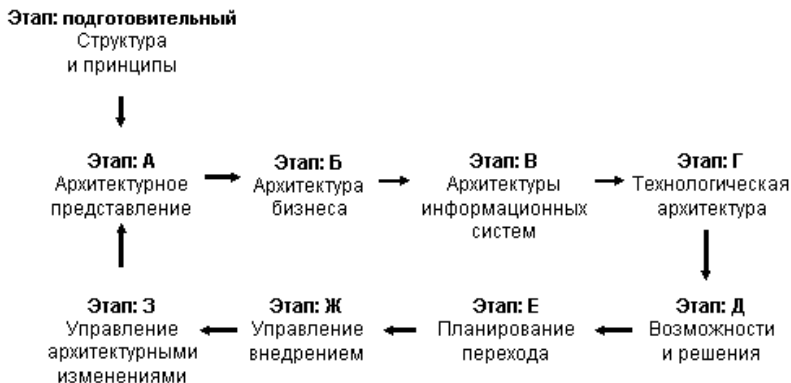 Этап: подготовительный
Структура
и принципы
Этап: А
Архитектурное
представление
Этап: Б
Архитектура
бизнеса
Этап: В
Архитектуры
информационных
систем
Этап: Г
Технологическая
архитектура
Этап: З
Управление
архитектурными
изменениями
Этап: Ж
Управление
внедрением
Этап: Е
Планирование
перехода
Этап: Д
Возможности
и решения